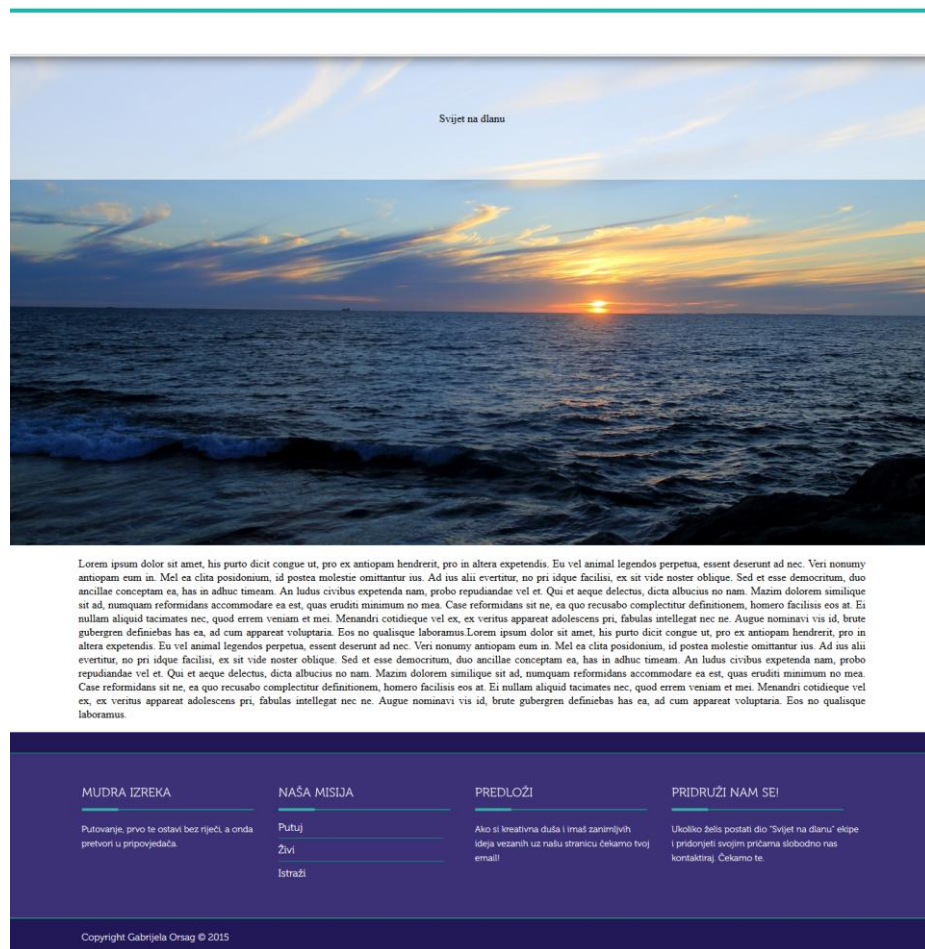 Svijet na dlanu
Lorem ipsum dolor sit amet, his purto dicit congue ut, pro ex antiopam hendrerit, pro in altera expetendis. Eu vel animal legendos perpetua, essent deserunt ad nec. Veri nonumy
antiopam eum in. Mel ea clita posidonium, id postea molestie omittantur ius. Ad ius alii evertitur, no pri idque facilisi, ex sit vide noster oblique. Sed et esse democritum, duo
ancillae conceptam ea, has in adhuc timeam. An ludus civibus expetenda nam, probo repudiandae vel et. Qui et aeque delectus, dicta albucius no nam. Mazim dolorem similique
sit ad, numquam reformidans accommodare ea est, quas eruditi minimum no mea. Case reformidans sit ne, ea quo recusabo complectitur definitionem, homero facilisis eos at. Ei
nullam aliquid tacimates nec, quod errem veniam et mei. Menandri cotidieque vel ex, ex veritus appareat adolescens pri, fabulas intellegat nec ne. Augue nominavi vis id, brute
gubergren definiebas has ea, ad cum appareat voluptaria. Eos no qualisque laboramus.Lorem ipsum dolor sit amet, his purto dicit congue ut, pro ex antiopam hendrerit, pro in
altera expetendis. Eu vel animal legendos perpetua, essent deserunt ad nec. Veri nonumy antiopam eum in. Mel ea clita posidonium, id postea molestie omittantur ius. Ad ius alii
evertitur, no pri idque facilisi, ex sit vide noster oblique. Sed et esse democritum, duo ancillae conceptam ea, has in adhuc timeam. An ludus civibus expetenda nam, probo
repudiandae vel et. Qui et aeque delectus, dicta albucius no nam. Mazim dolorem similique sit ad, numquam reformidans accommodare ea est, quas eruditi minimum no mea.
Case reformidans sit ne, ea quo recusabo complectitur definitionem, homero facilisis eos at. Ei nullam aliquid tacimates nec, quod errem veniam et mei. Menandri cotidieque vel
ex, ex veritus appareat adolescens pri, fabulas intellegat nec ne. Augue nominavi vis id, brute gubergren definiebas has ea, ad cum appareat voluptaria. Eos no qualisque
laboramus.
MUDRA IZREKA
Putovanje, prvo te ostavi bez riječi, a onda
pretvori u pripovjedača.
NAŠA MISIJA
Putuj
Živi
Istraži
PREDLOŽI
Ako si kreativna duša i imaš zanimljvih
ideja vezanih uz našu stranicu čekamo tvoj
email!
PRIDRUŽI NAM SE!
Ukoliko želis postati dio "Svijet na dlanu" ekipe
i pridonjeti svojim pričama slobodno nas
kontaktiraj. Čekamo te.
Copyright Gabrijela Orsag © 2015